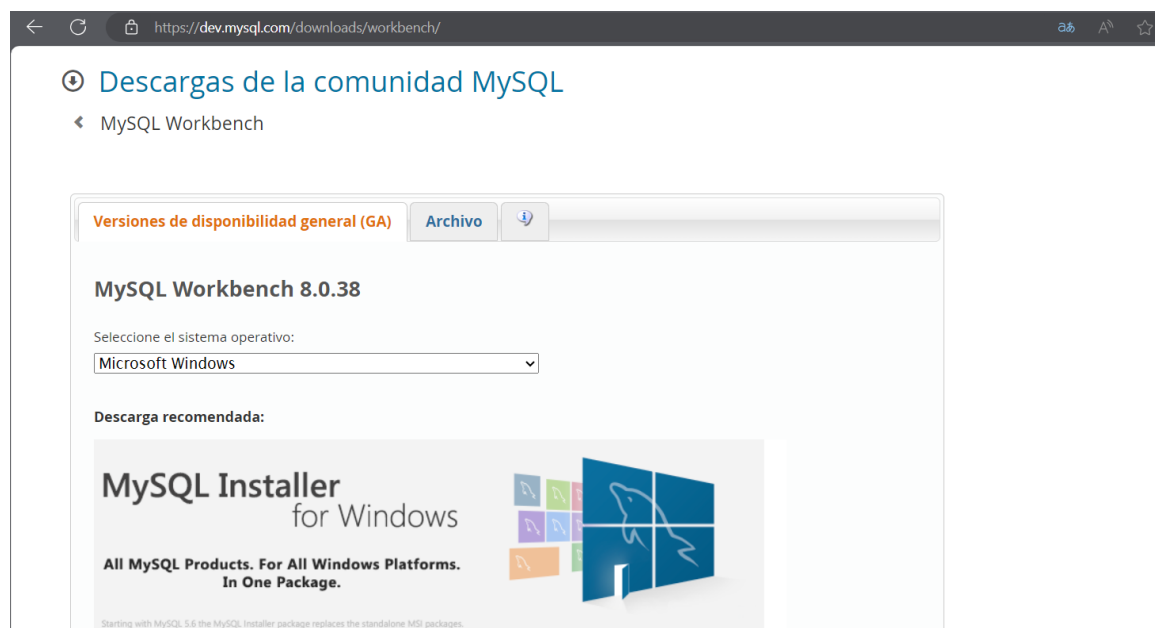 https://dev.mysql.com/downloads/workbench/
Descargas de la comunidad MySQL
MySQL Workbench
Versiones de disponibilidad general (GA)
Archivo
MySQL Workbench 8.0.38
Seleccione el sistema operativo:
Microsoft Windows
Descarga recomendada:
MySQL Installer
for Windows
All MySQL Products. For All Windows Platforms.
In One Package.
Starting with MySQL 5.6 the MySQL Installer package replaces the standalone MSI packages.